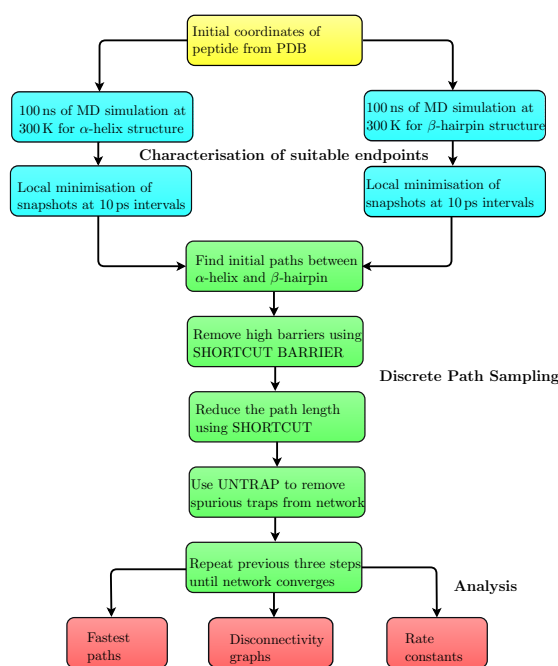 Initial coordinates of
peptide from PDB
100 ns of MD simulation at
300 K for α-helix structure
100 ns of MD simulation at
300 K for β-hairpin structure
Characterisation of suitable endpoints
Local minimisation of
snapshots at 10 ps intervals
Local minimisation of
snapshots at 10 ps intervals
Find initial paths between
α-helix and β-hairpin
Remove high barriers using
SHORTCUT BARRIER
Discrete Path Sampling
Reduce the path length
using SHORTCUT
Use UNTRAP to remove
spurious traps from network
Repeat previous three steps
until network converges
Analysis
Fastest
paths
Disconnectivity
graphs
Rate
constants